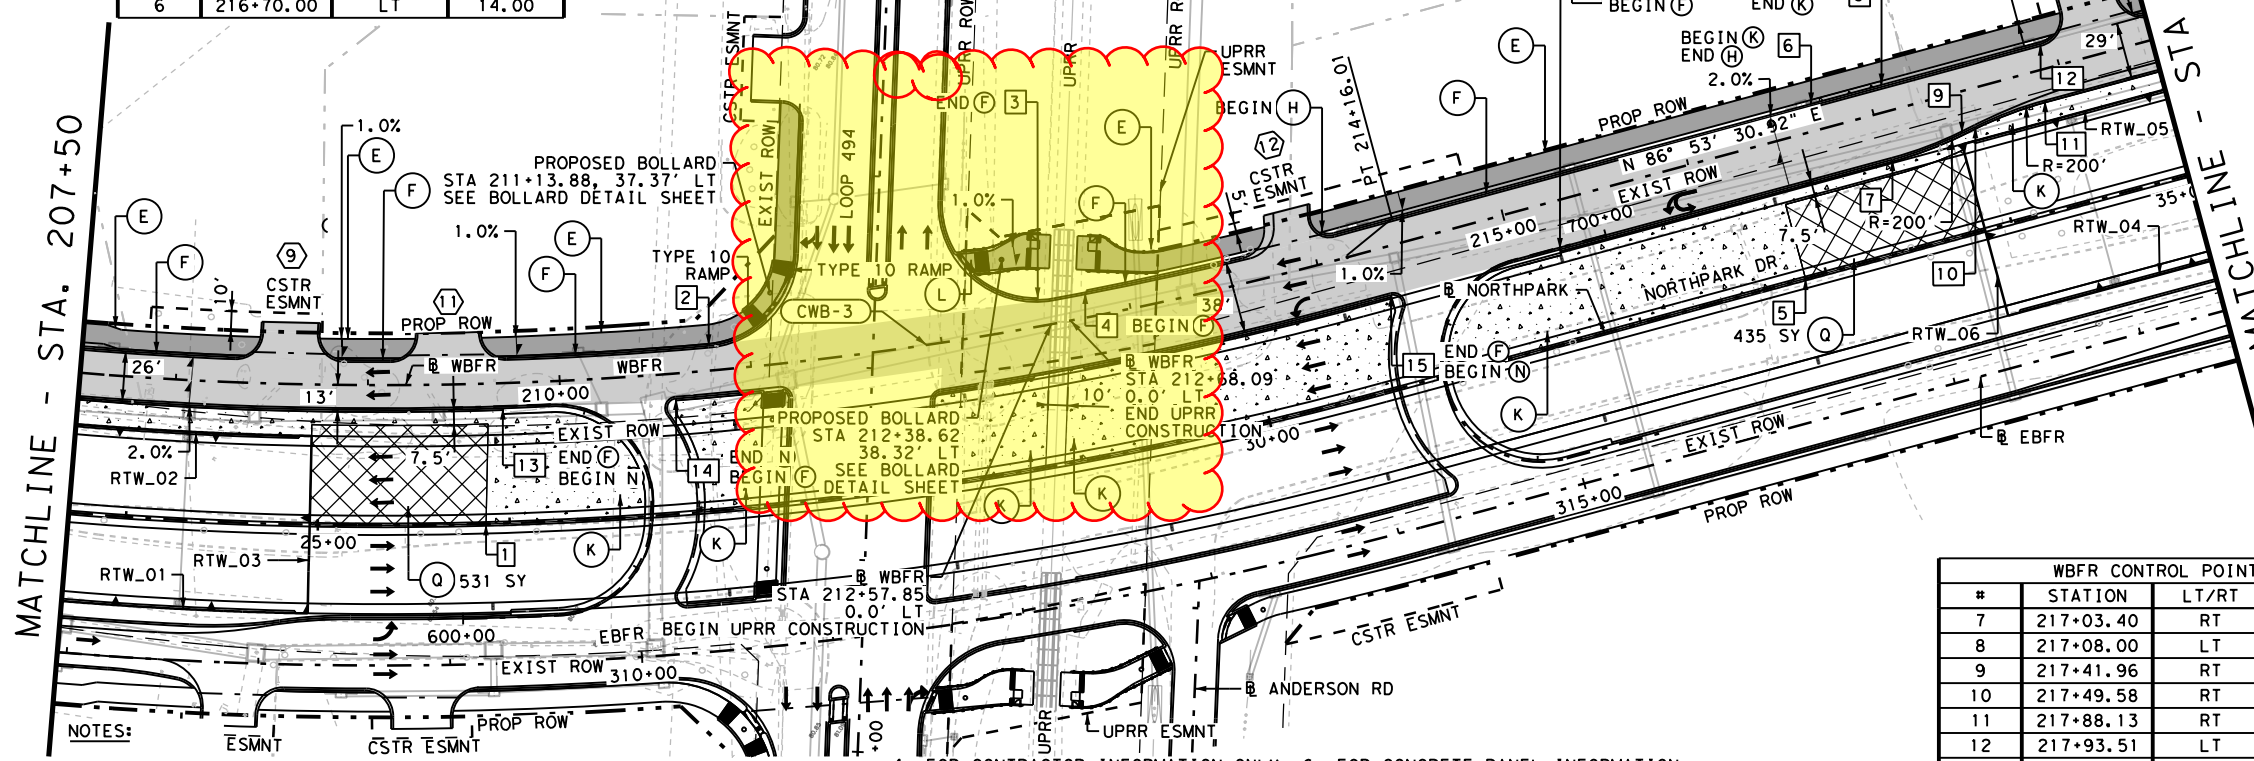 6 216+70.00 LT 14.00
BEGIN F
END K
CSTR ESMNT
UPRR ROW
UPRR
UPRR
ESMNT
BEGIN K
END H
6
2.0%
29'
12
E
MATCHLINE - STA. 207+50
MATCHLINE - STA
1.0%
E
F
PROPOSED BOLLARD
STA 211+13.88, 37.37' LT
SEE BOLLARD DETAIL SHEET
EXIST ROW
LOOP 494
END F 3
E
BEGIN H
12
CSTR
ESMNT
PT 214+16.01
F
PROP ROW
N 86° 53' 30.92" E
EXIST ROW
9
RTW_05
11
R=200'
K
7
R=200'
35+0
RTW_04
E
F
1.0%
E
F
9
CSTR
ESMNT
10'
11
PROP ROW
TYPE 10
RAMP
2
TYPE 10 RAMP
L
CWB-3
1.0%
F
5'
38'
4
BEGIN F
1.0%
215+00
700+00
7.5'
NORTHPARK DR
10
℄ NORTHPARK
5
435 SY Q
RTW_06
26'
℄ WBFR
WBFR
13'
210+00
℄ WBFR
STA 212+68.09
0.0' LT
END UPRR
CONSTRUCTION
10'
15
END F
BEGIN N
K
EXIST ROW
℄ EBFR
EXIST ROW
END F
BEGIN N
13
7.5'
2.0%
RTW_02
14
END N
BEGIN F
PROPOSED BOLLARD
STA 212+38.62
38.32' LT
SEE BOLLARD
DETAIL SHEET
K
K
30+00
315+00
PROP ROW
25+00
RTW_03
RTW_01
1
Q 531 SY
K
K
℄ WBFR
STA 212+57.85
0.0' LT
BEGIN UPRR CONSTRUCTION
600+00
EBFR
EXIST ROW
310+00
CSTR ESMNT
℄ ANDERSON RD
UPRR ESMNT
UPRR
+00
PROP ROW
NOTES:
ESMNT
CSTR ESMNT
WBFR CONTROL POINT
# STATION LT/RT
7 217+03.40 RT
8 217+08.00 LT
9 217+41.96 RT
10 217+49.58 RT
11 217+88.13 RT
12 217+93.51 LT